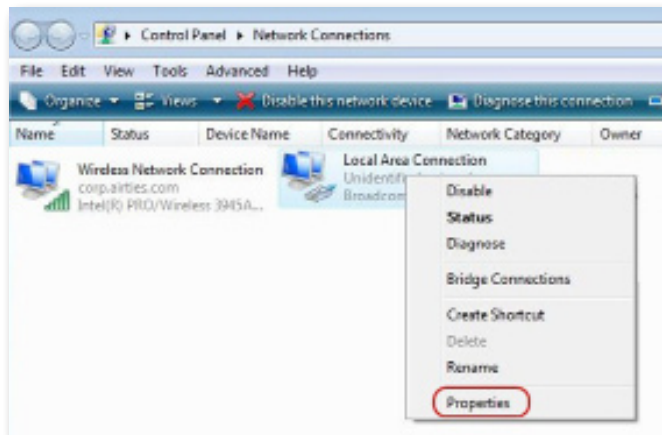 Control Panel Network Connections
File Edit View Tools Advanced Help
Organize Views Disable this network device Diagnose this connection
Name Status Device Name Connectivity Network Category Owner
Wireless Network Connection
corp.airties.com
Intel(R) PRO/Wireless 3945A...
Local Area Connection
Unidentif
Broadcom
Disable
Status
Diagnose
Bridge Connections
Create Shortcut
Delete
Rename
Properties